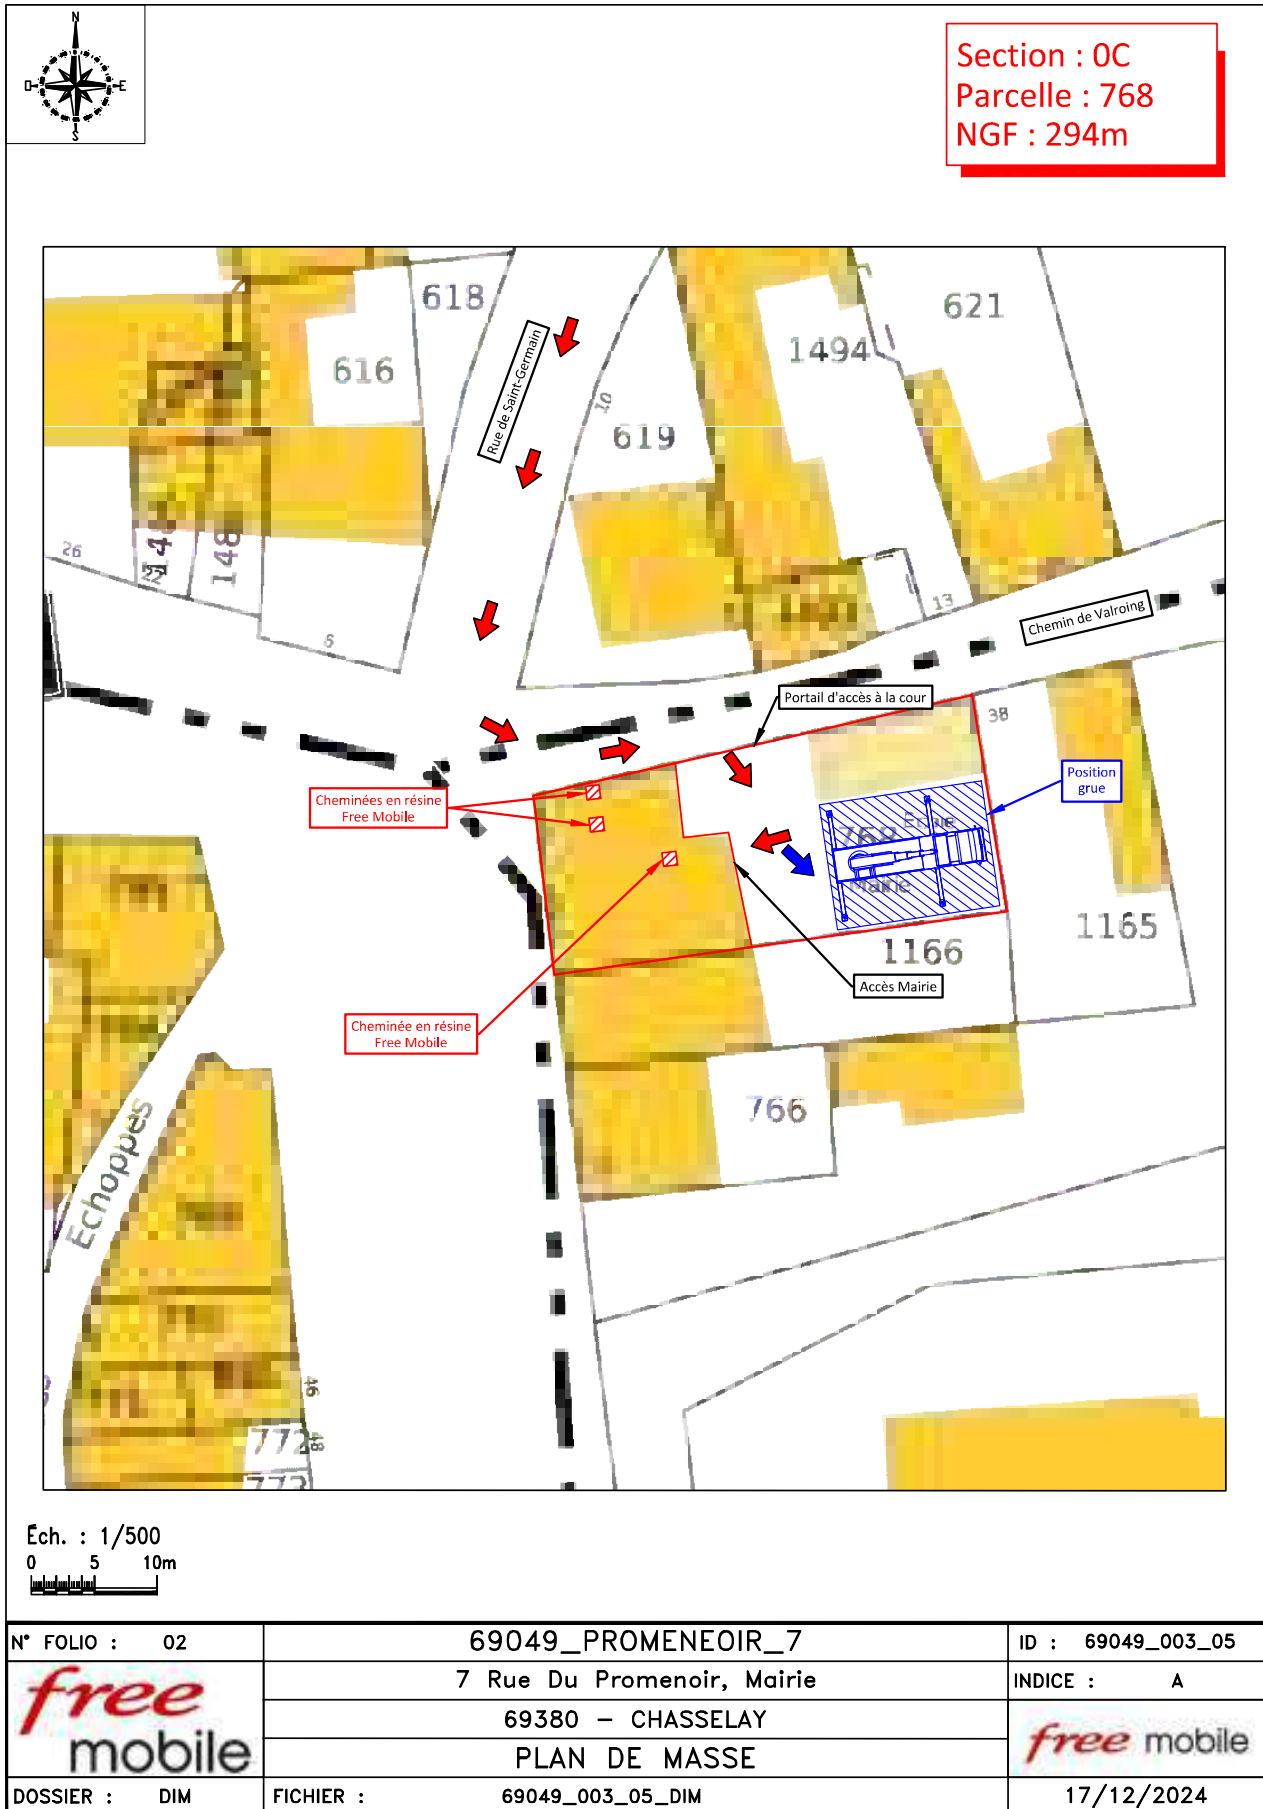 N
O
E
S
Section : 0C
Parcelle : 768
NGF : 294m
618
616
Rue de Saint-Germain
10
619
1494
621
26
22
148
6
13
Chemin de Valroing
Portail d'accès à la cour
38
Position
grue
Cheminées en résine
Free Mobile
768
Mairie
1166
1165
Accès Mairie
Cheminée en résine
Free Mobile
766
Echoppes
46
48
772
773
Éch. : 1/500
0 5 10m
N° FOLIO : 02
69049_PROMENEOIR_7
ID : 69049_003_05
free
mobile
7 Rue Du Promenoir, Mairie
INDICE : A
69380 – CHASSELAY
free mobile
PLAN DE MASSE
DOSSIER : DIM
FICHIER : 69049_003_05_DIM
17/12/2024